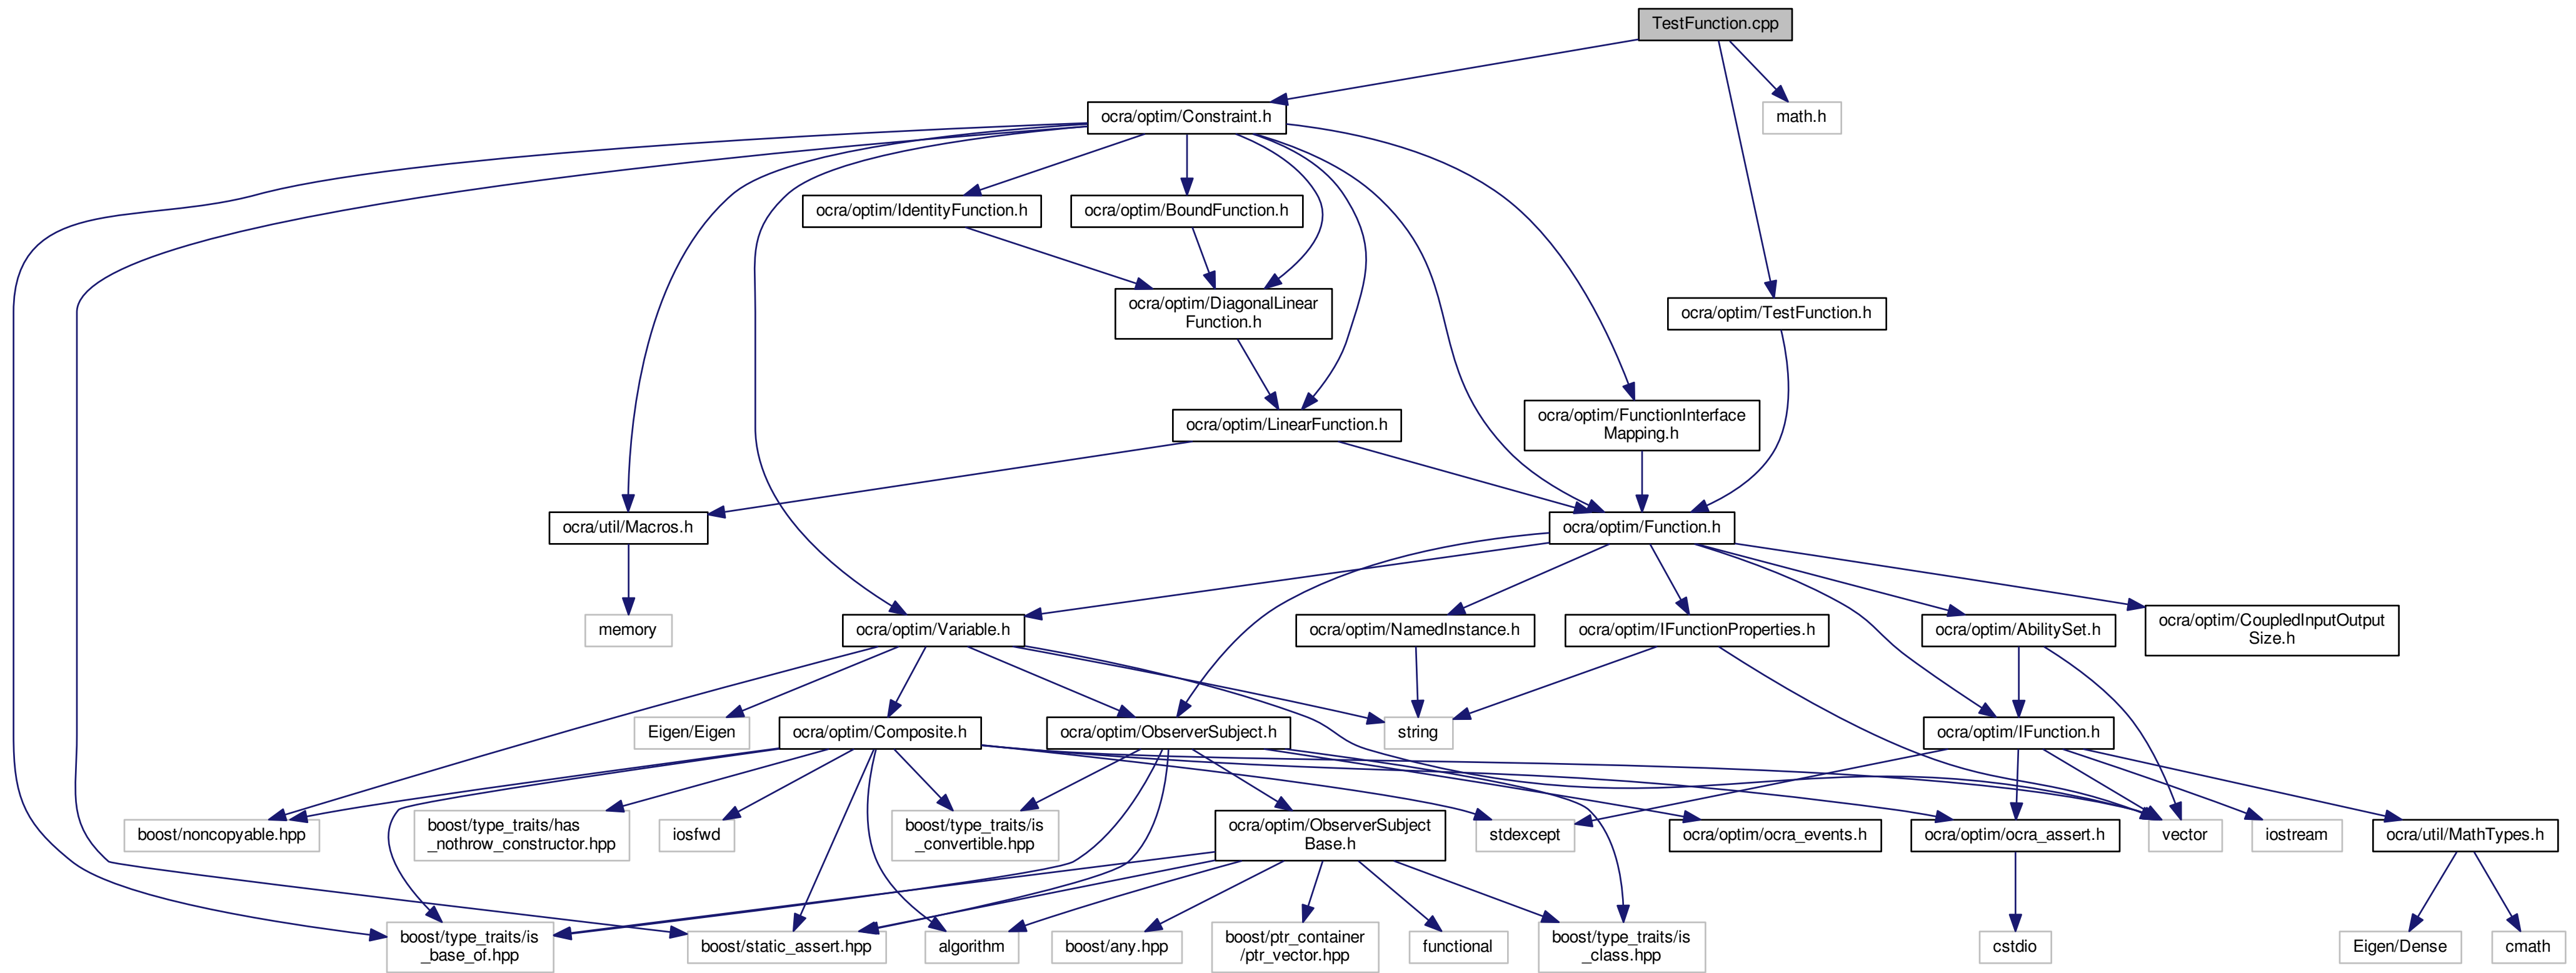 TestFunction.cpp
ocra/optim/Constraint.h
math.h
ocra/optim/IdentityFunction.h
ocra/optim/BoundFunction.h
ocra/optim/DiagonalLinear
Function.h
ocra/optim/TestFunction.h
ocra/optim/LinearFunction.h
ocra/optim/FunctionInterface
Mapping.h
ocra/util/Macros.h
ocra/optim/Function.h
memory
ocra/optim/Variable.h
ocra/optim/NamedInstance.h
ocra/optim/IFunctionProperties.h
ocra/optim/AbilitySet.h
ocra/optim/CoupledInputOutput
Size.h
Eigen/Eigen
ocra/optim/Composite.h
ocra/optim/ObserverSubject.h
string
ocra/optim/IFunction.h
boost/noncopyable.hpp
boost/type_traits/has
_nothrow_constructor.hpp
iosfwd
boost/type_traits/is
_convertible.hpp
ocra/optim/ObserverSubject
Base.h
stdexcept
ocra/optim/ocra_events.h
ocra/optim/ocra_assert.h
vector
iostream
ocra/util/MathTypes.h
boost/type_traits/is
_base_of.hpp
boost/static_assert.hpp
algorithm
boost/any.hpp
boost/ptr_container
/ptr_vector.hpp
functional
boost/type_traits/is
_class.hpp
cstdio
Eigen/Dense
cmath